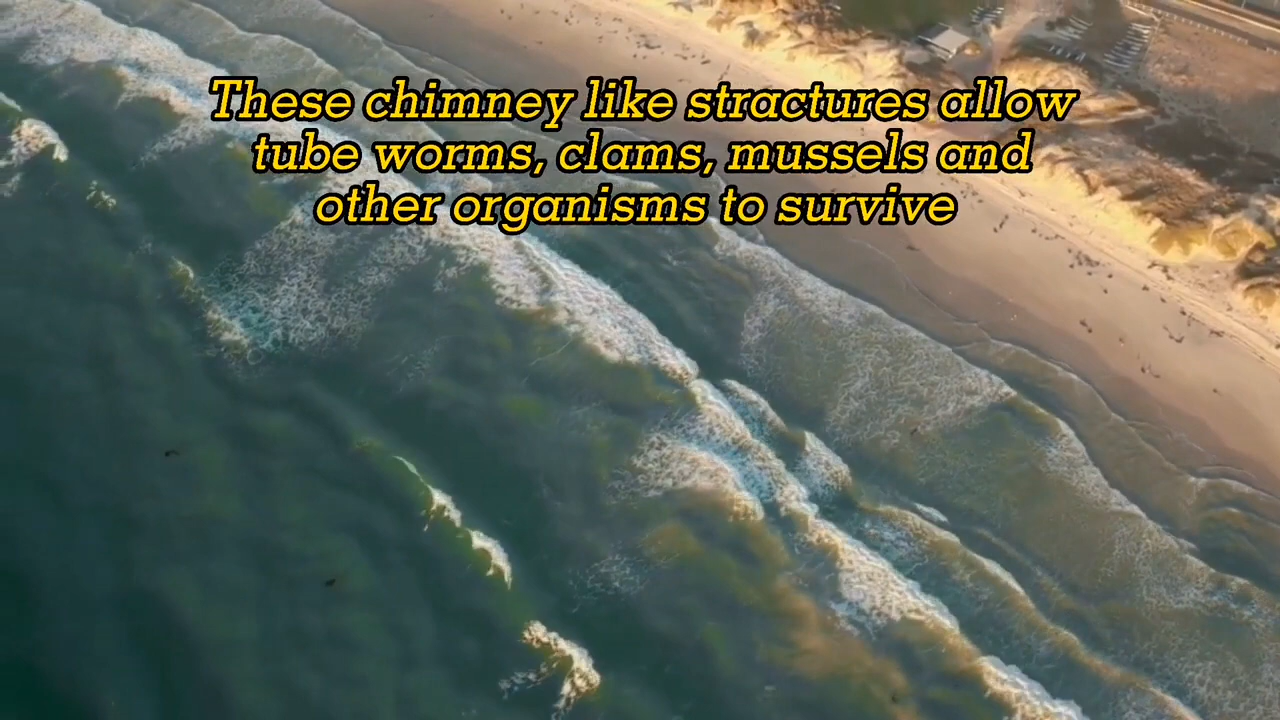 These chimney like stractures allow
tube worms, clams, mussels and
other organisms to survive